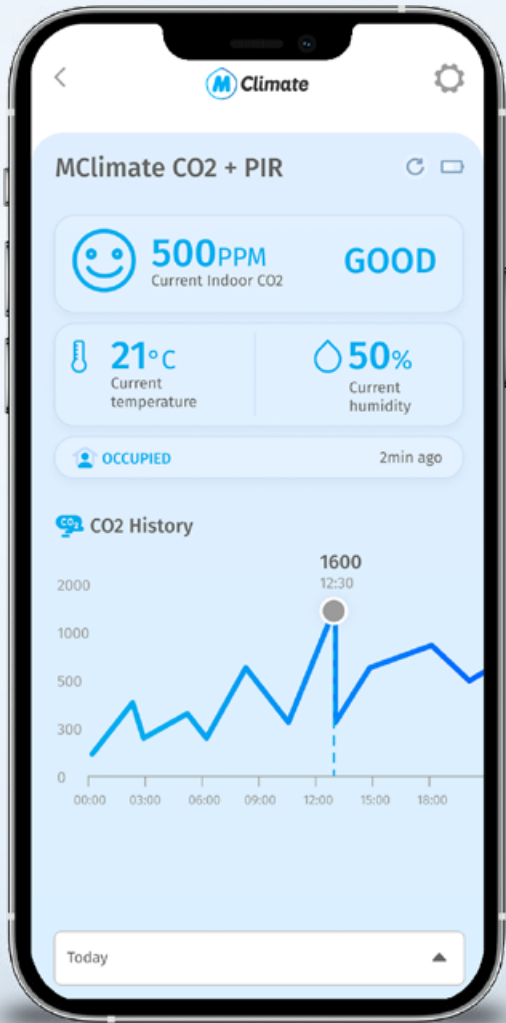 M Climate
MClimate CO2 + PIR
500PPM
Current Indoor CO2
GOOD
21°C
Current
temperature
50%
Current
humidity
OCCUPIED
2min ago
CO2
CO2 History
1600
12:30
2000
1000
500
300
0
00:00 03:00 06:00 09:00 12:00 15:00 18:00
Today